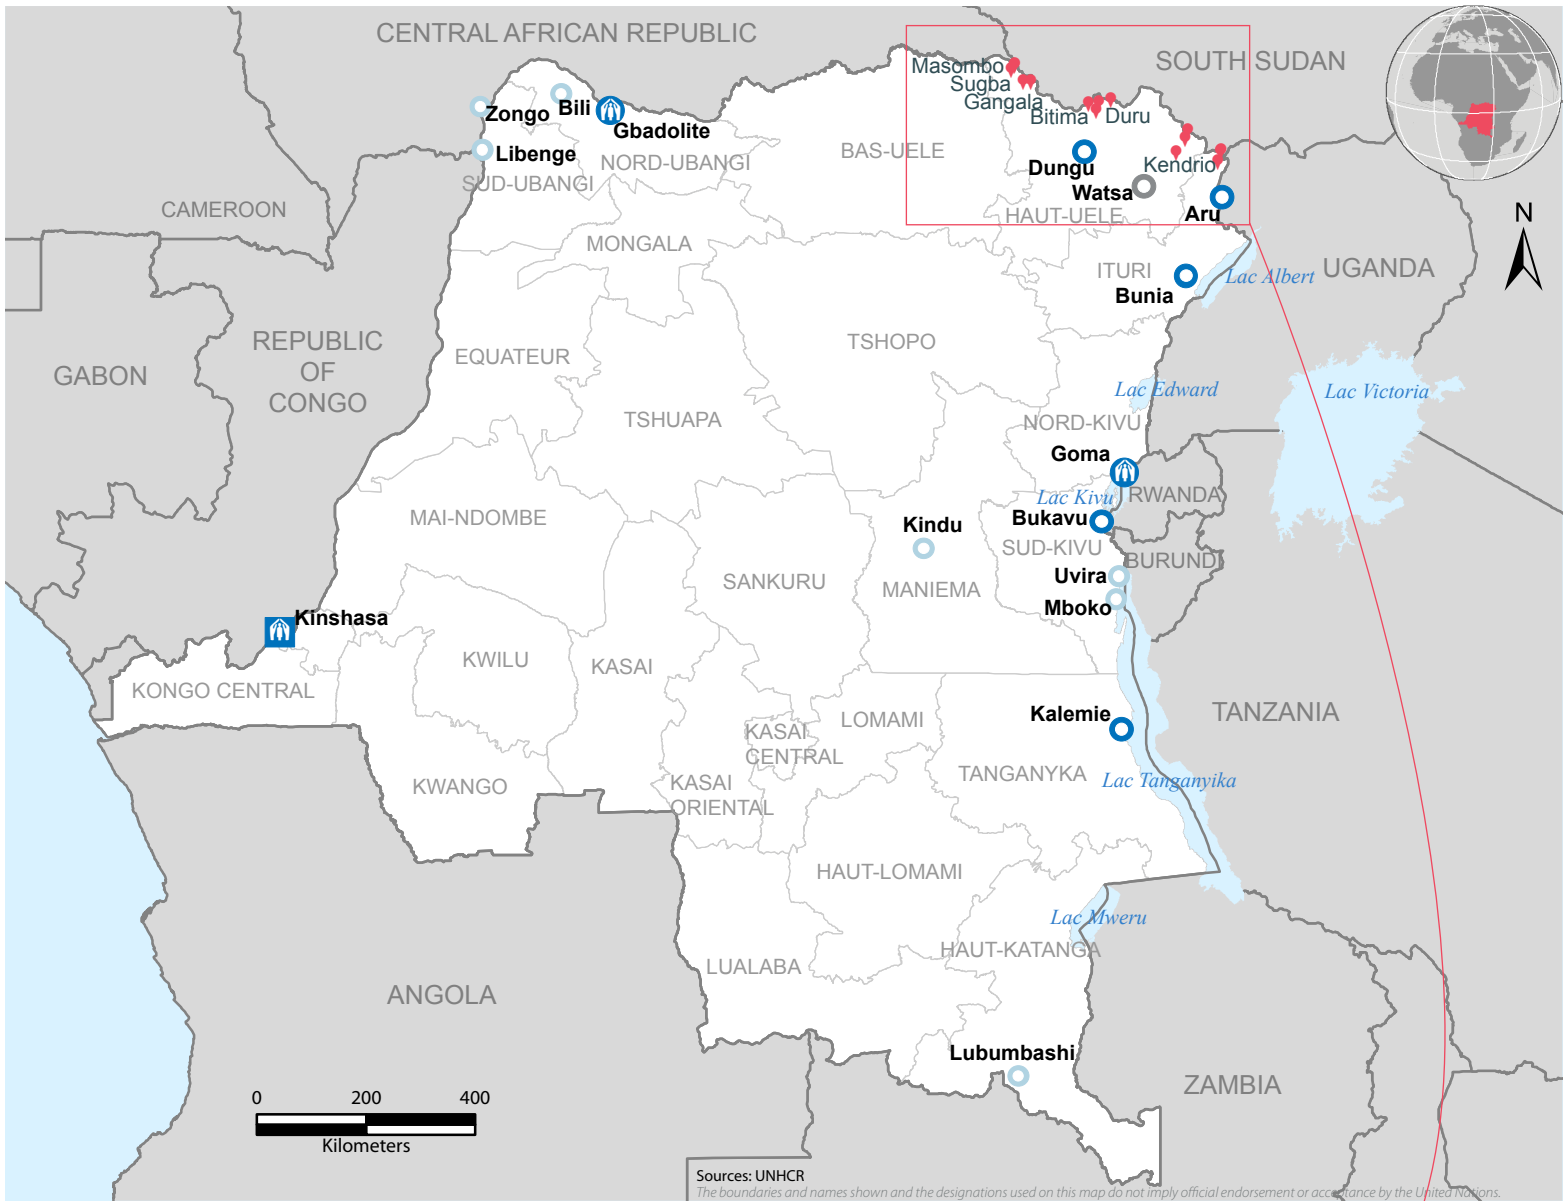 CENTRAL AFRICAN REPUBLIC
SOUTH SUDAN
Masombo
Sugba
Gangala
Bitima
Duru
Zongo
Bili
Gbadolite
Libenge
NORD-UBANGI
SUD-UBANGI
BAS-UELE
Dungu
Kendrio
Watsa
Aru
HAUT-UELE
CAMEROON
MONGALA
N
ITURI
Bunia
Lac Albert
UGANDA
REPUBLIC
OF
CONGO
GABON
EQUATEUR
TSHOPO
TSHUAPA
Lac Edward
Lac Victoria
NORD-KIVU
Goma
Lac Kivu
RWANDA
MAI-NDOMBE
Kindu
Bukavu
SUD-KIVU
BURUNDI
SANKURU
MANIEMA
Uvira
Mboko
Kinshasa
KWILU
KASAI
KONGO CENTRAL
LOMAMI
Kalemie
TANZANIA
KASAI
CENTRAL
KWANGO
KASAI
ORIENTAL
TANGANYKA
Lac Tanganyika
HAUT-LOMAMI
Lac Mweru
HAUT-KATANGA
LUALABA
ANGOLA
Lubumbashi
ZAMBIA
0 200 400
Kilometers
Sources: UNHCR
The boundaries and names shown and the designations used on this map do not imply official endorsement or acceptance by the United Nations.